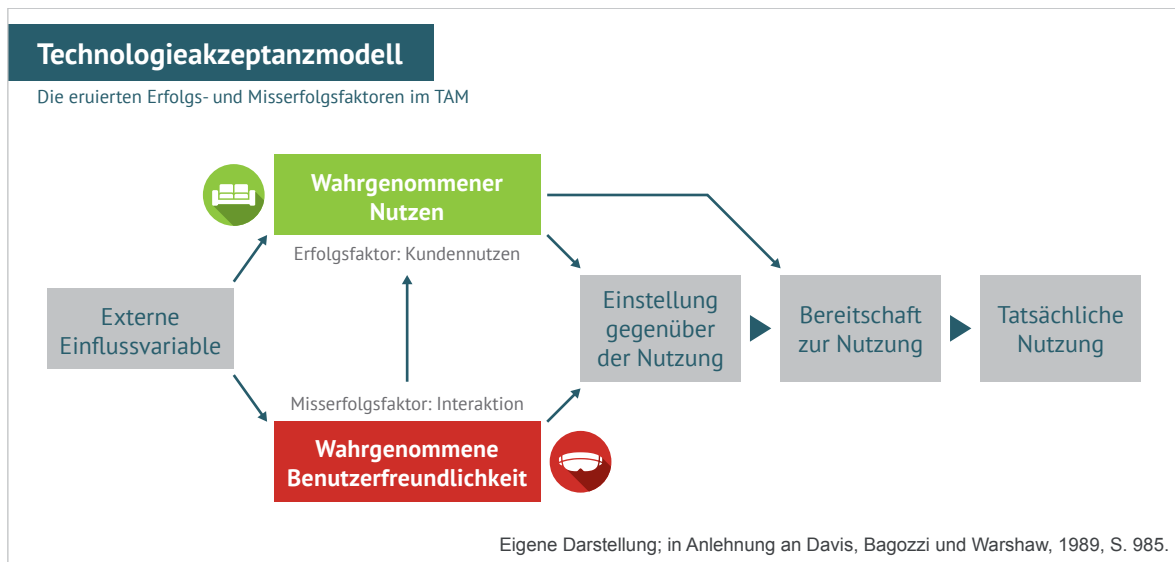 Technologieakzeptanzmodell
Die eruierten Erfolgs- und Misserfolgsfaktoren im TAM
Wahrgenommener
Nutzen
Erfolgsfaktor: Kundennutzen
Externe
Einflussvariable
Einstellung
gegenüber
der Nutzung
Bereitschaft
zur Nutzung
Tatsächliche
Nutzung
Misserfolgsfaktor: Interaktion
Wahrgenommene
Benutzerfreundlichkeit
Eigene Darstellung; in Anlehnung an Davis, Bagozzi und Warshaw, 1989, S. 985.